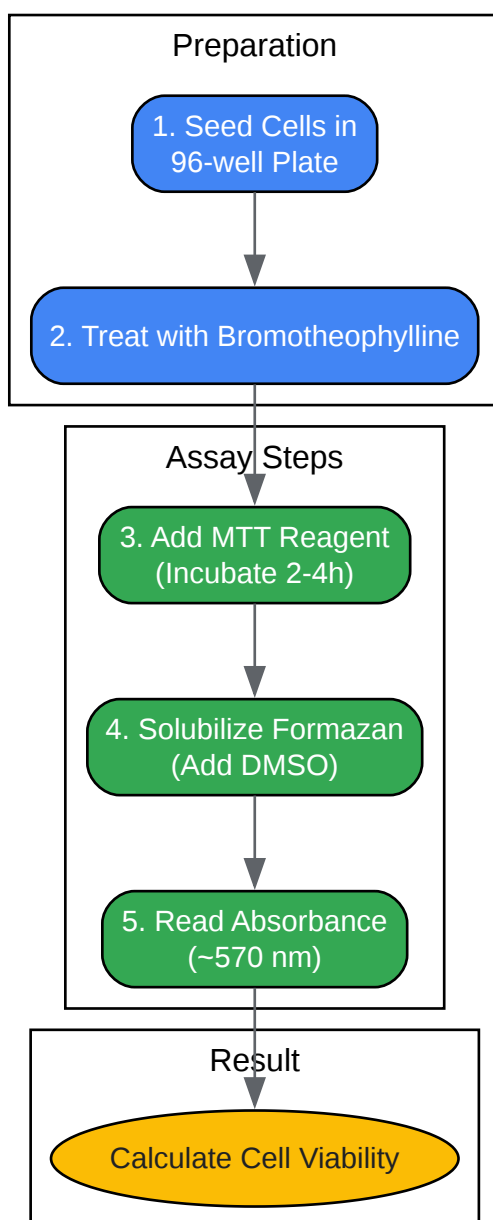 Preparation
1. Seed Cells in
96-well Plate
2. Treat with Bromotheophylline
Assay Steps
3. Add MTT Reagent
(Incubate 2-4h)
4. Solubilize Formazan
(Add DMSO)
5. Read Absorbance
(~570 nm)
Result
Calculate Cell Viability